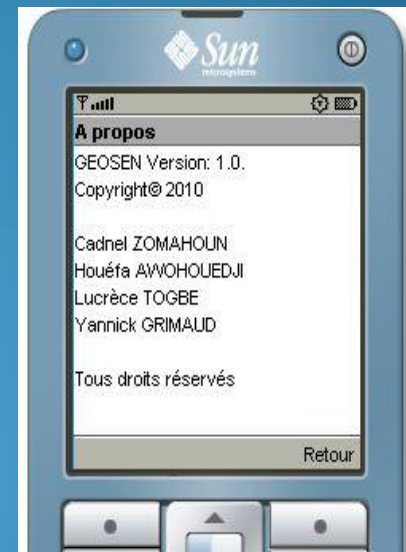 Sun
microsystems
A propos
GEOSEN Version: 1.0.
Copyright© 2010
Cadnel ZOMAHOUN
Houéfa AWOHOUEDJI
Lucrèce TOGBE
Yannick GRIMAUD
Tous droits réservés
Retour